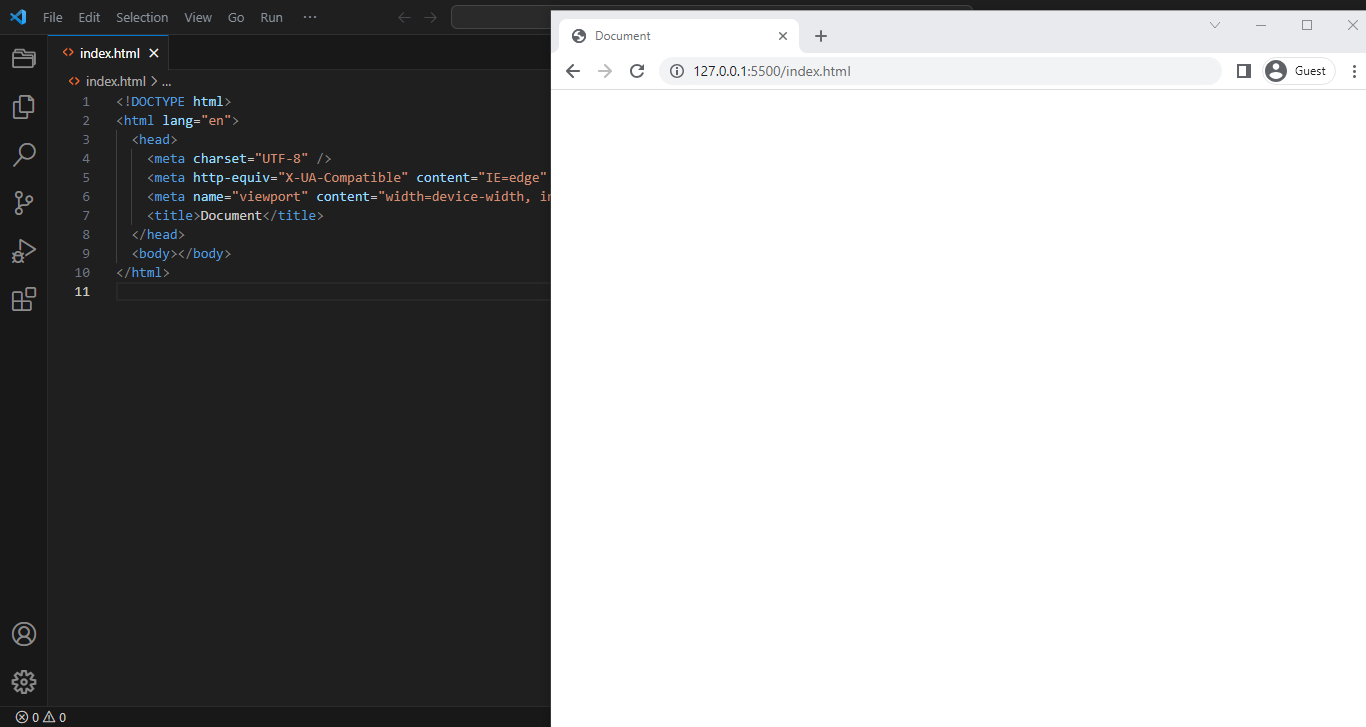 File Edit Selection View Go Run ···
index.html
index.html > ...
1 <!DOCTYPE html>
2 <html lang="en">
3 <head>
4 <meta charset="UTF-8" />
5 <meta http-equiv="X-UA-Compatible" content="IE=edge"
6 <meta name="viewport" content="width=device-width, in
7 <title>Document</title>
8 </head>
9 <body></body>
10 </html>
11
0 0
Document
127.0.0.1:5500/index.html
Guest